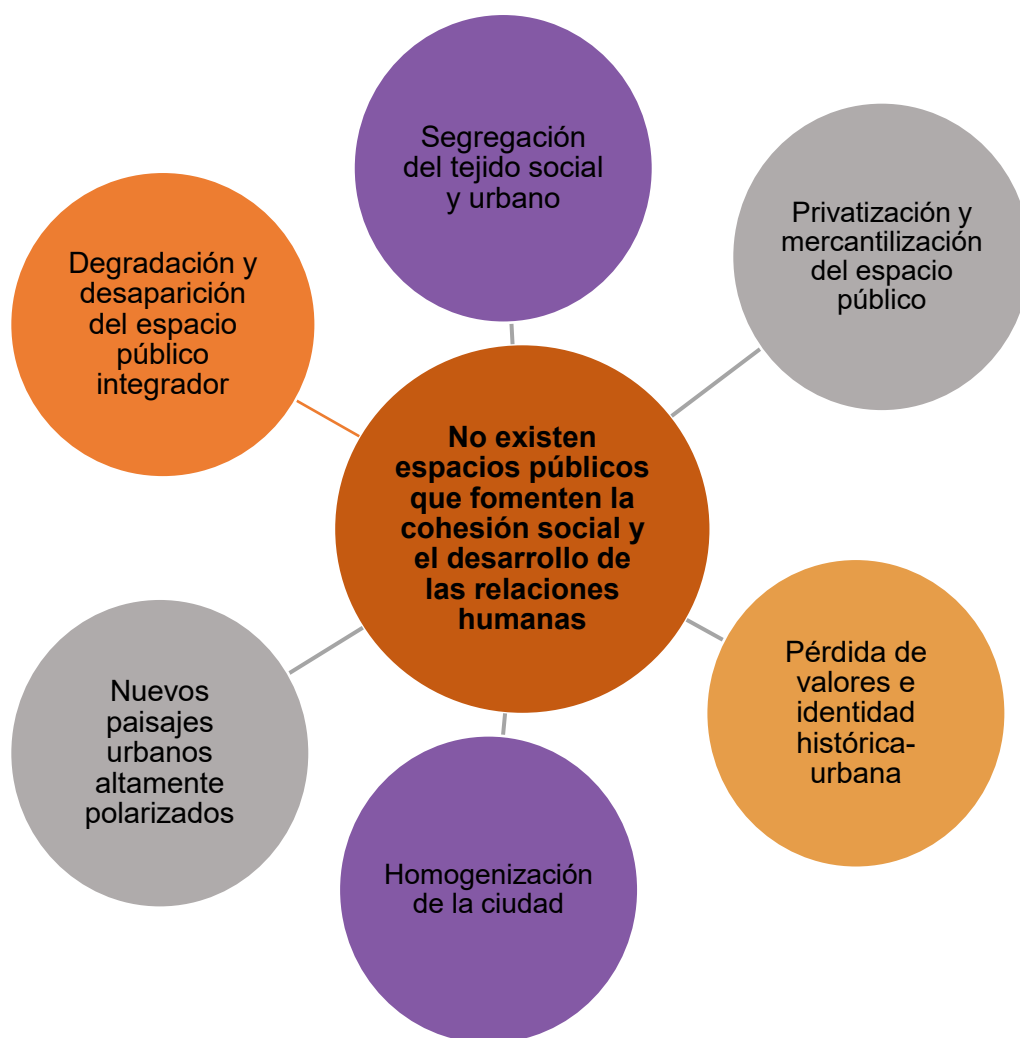 Segregación
del tejido social
y urbano
Privatización y
mercantilización
del espacio
público
Degradación y
desaparición
del espacio
público
integrador
No existen
espacios públicos
que fomenten la
cohesión social y
el desarrollo de
las relaciones
humanas
Pérdida de
valores e
identidad
histórica-
urbana
Nuevos
paisajes
urbanos
altamente
polarizados
Homogenización
de la ciudad